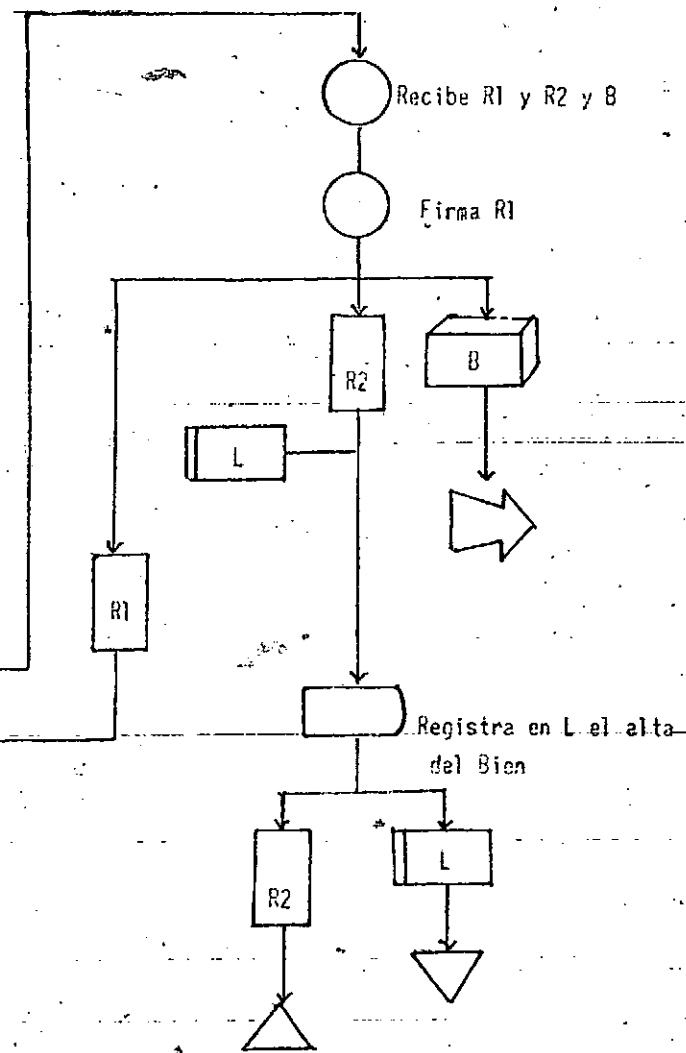 Recibe R1 y R2 y B
Firma R1
R2
B
L
R1
Registra en L el alta
del Bien
R2
L